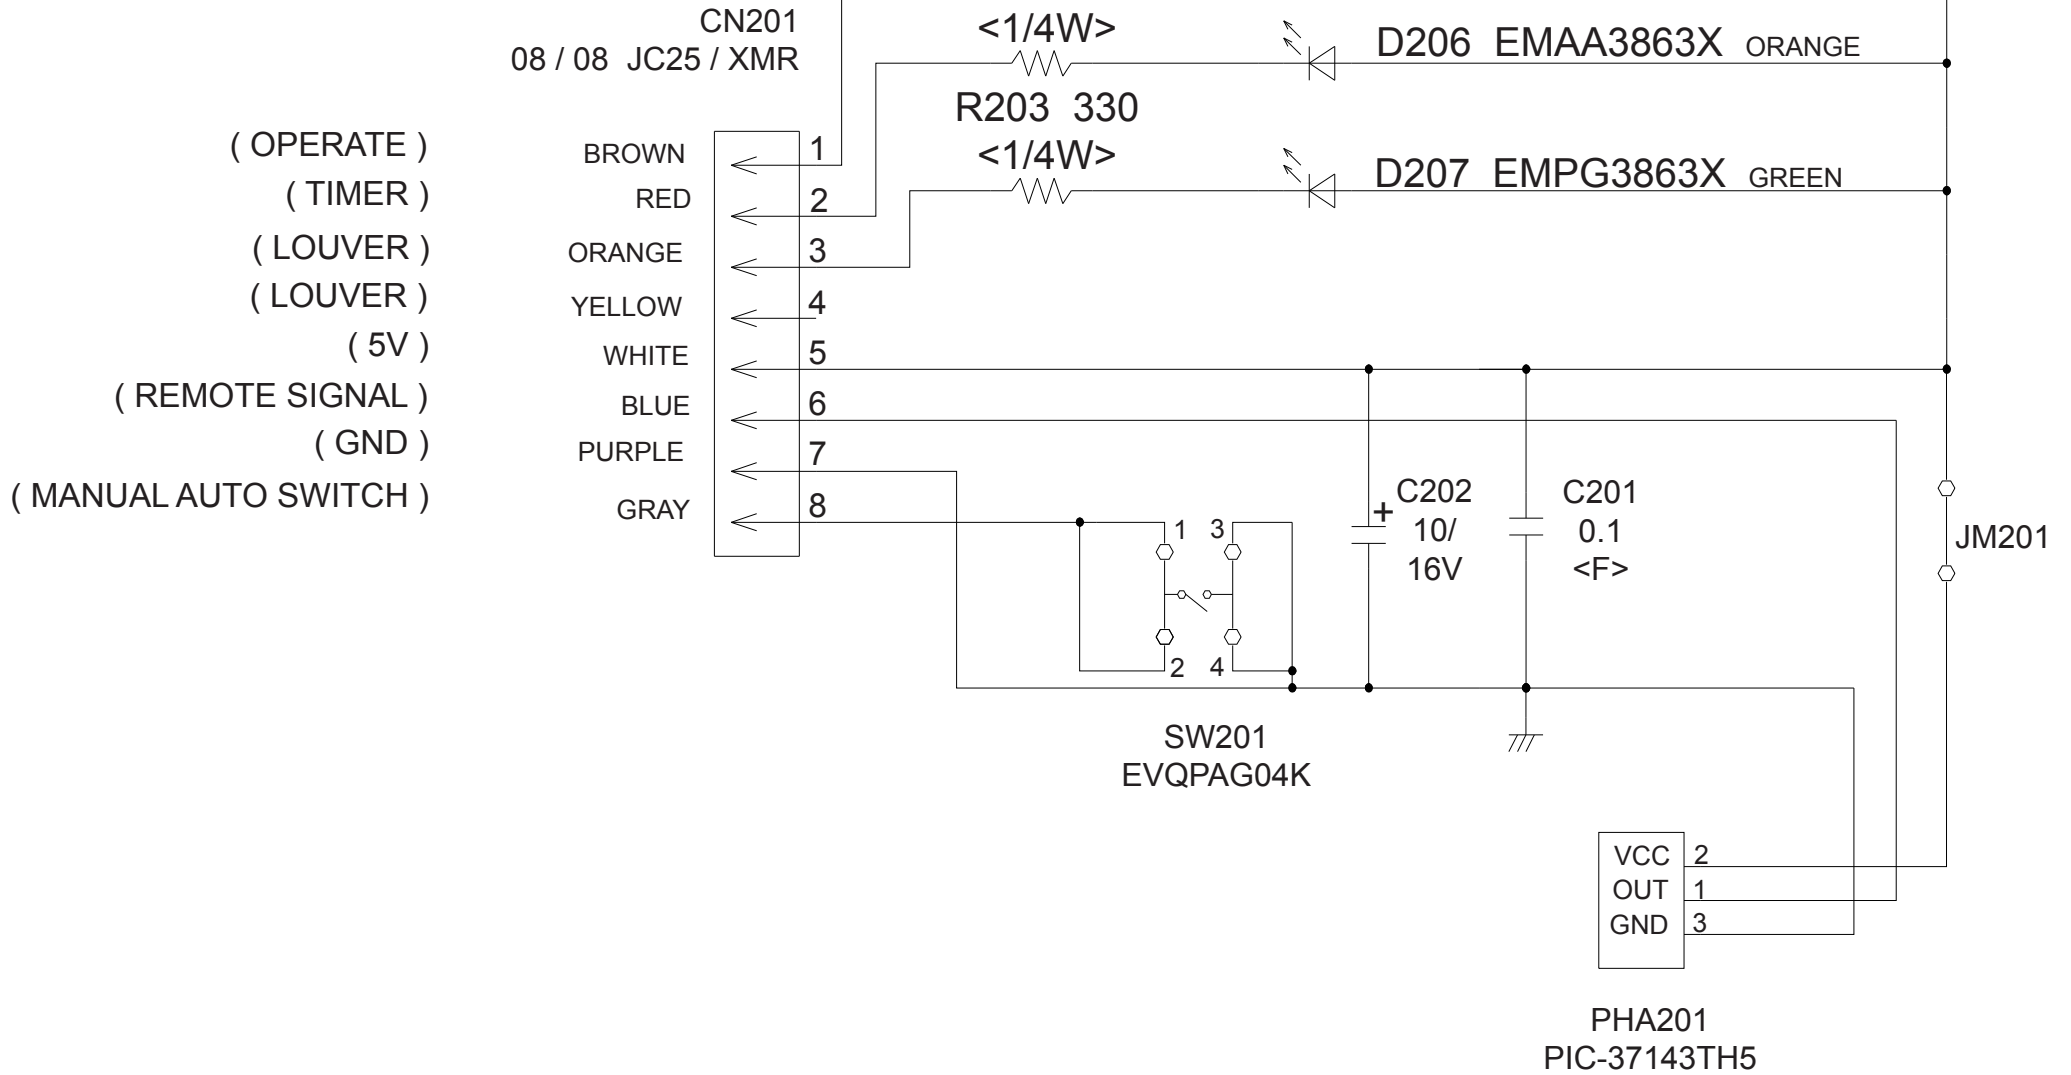 CN201
08 / 08 JC25 / XMR
<1/4W>
D206 EMAA3863X ORANGE
R203 330
<1/4W>
D207 EMPG3863X GREEN
( OPERATE ) BROWN 1
( TIMER ) RED 2
( LOUVER ) ORANGE 3
( LOUVER ) YELLOW 4
( 5V ) WHITE 5
( REMOTE SIGNAL ) BLUE 6
( GND ) PURPLE 7
( MANUAL AUTO SWITCH ) GRAY 8
1 3
2 4
SW201
EVQPAG04K
+ C202
10/
16V
C201
0.1
<F>
JM201
VCC 2
OUT 1
GND 3
PHA201
PIC-37143TH5